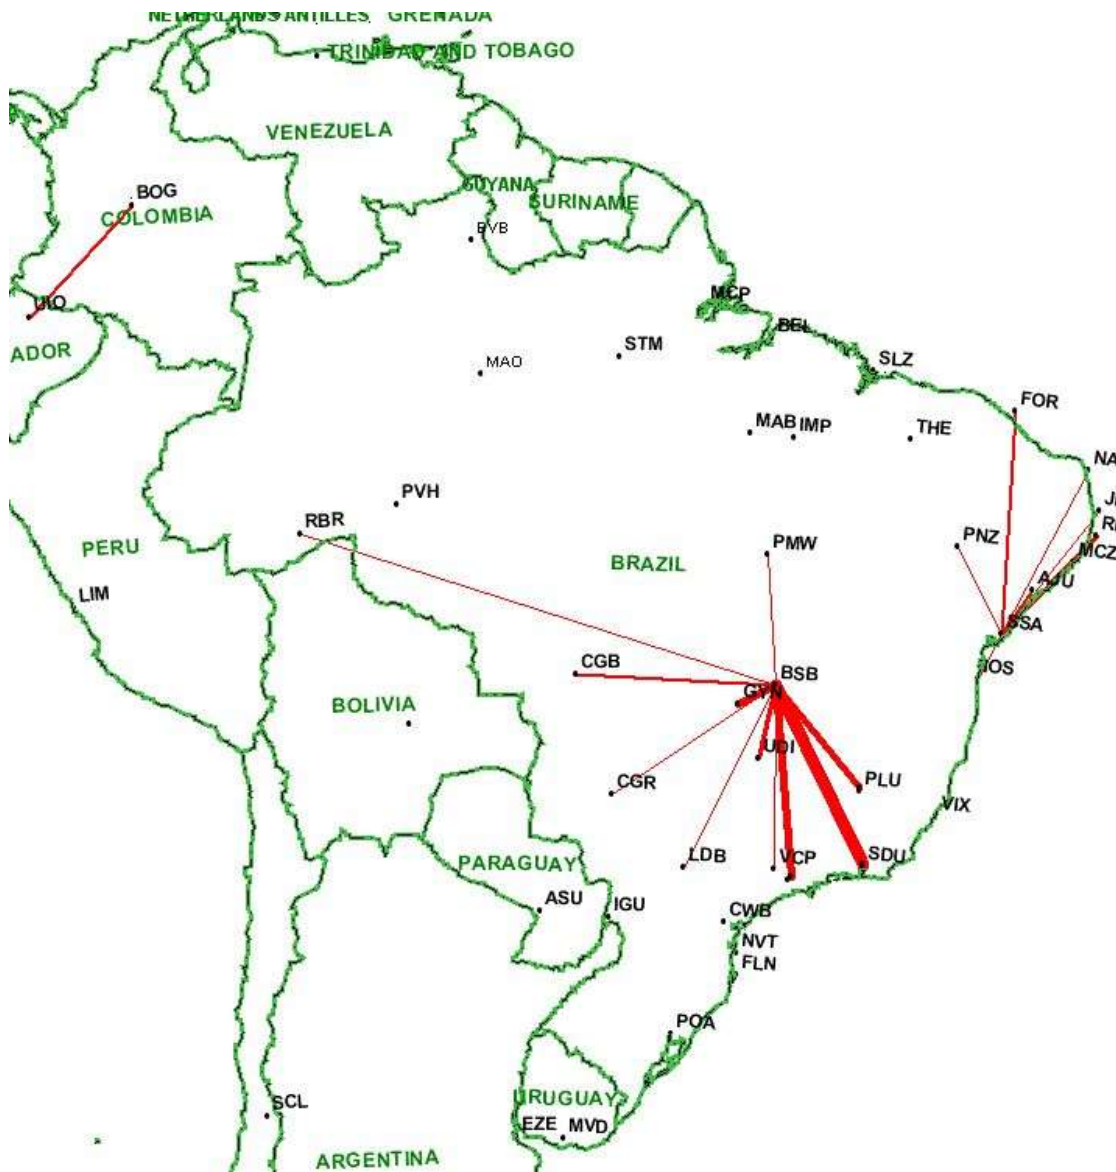 NETHERLANDS ANTILLES GRENADA
TRINIDAD AND TOBAGO
VENEZUELA
GUYANA
SURINAME
BOG
COLOMBIA
BVB
UIO
ADOR
MCP
BEL
STM
MAO
SLZ
FOR
MAB
IMP
THE
NA
PVH
RBR
PERU
LIM
BRAZIL
PMW
PNZ
MCZ
AJU
SSA
IOS
CGB
BSB
GYN
BOLIVIA
UDI
CGR
PLU
VIX
LDB
VCP
SDU
PARAGUAY
ASU
IGU
CWB
NVT
FLN
POA
SCL
URUGUAY
EZE
MVD
ARGENTINA